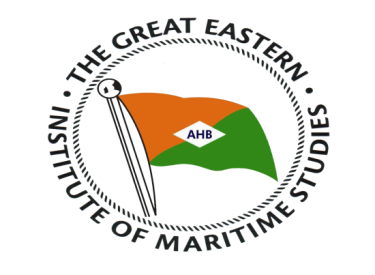 • THE GREAT EASTERN •
INSTITUTE OF MARITIME STUDIES
AHB